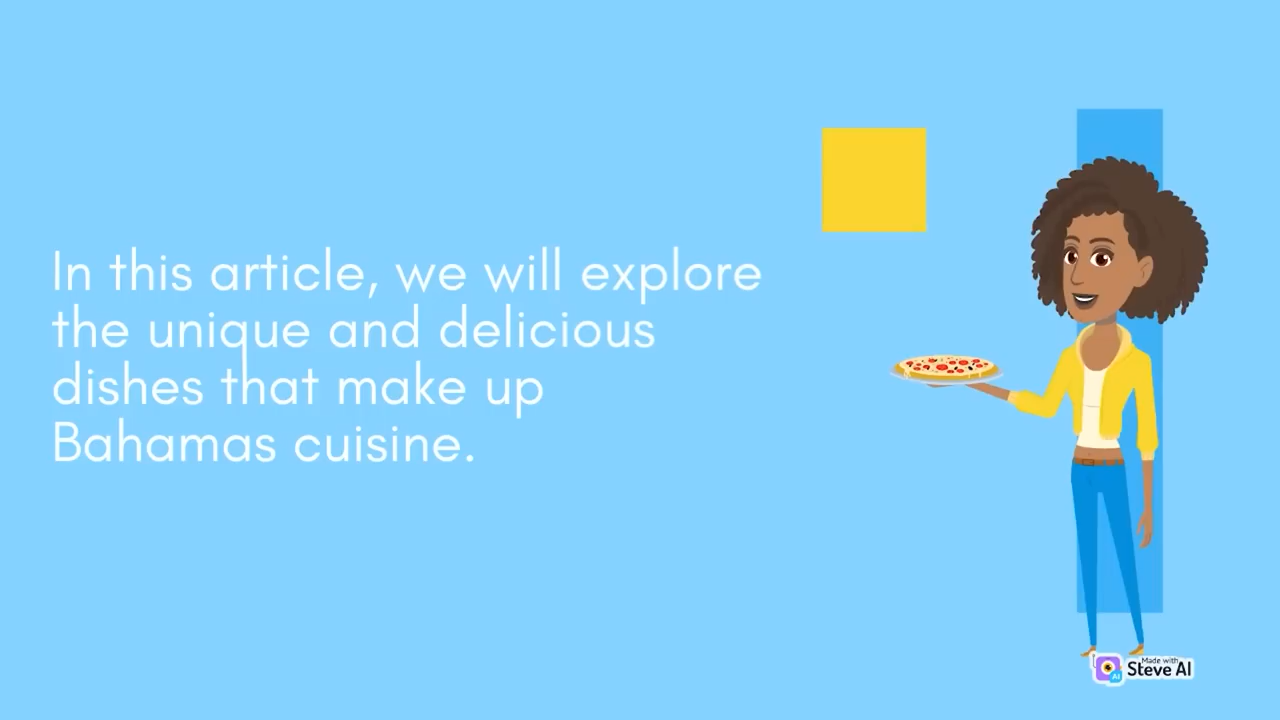 In this article, we will explore
the unique and delicious
dishes that make up
Bahamas cuisine.
Made with
Steve AI
AI